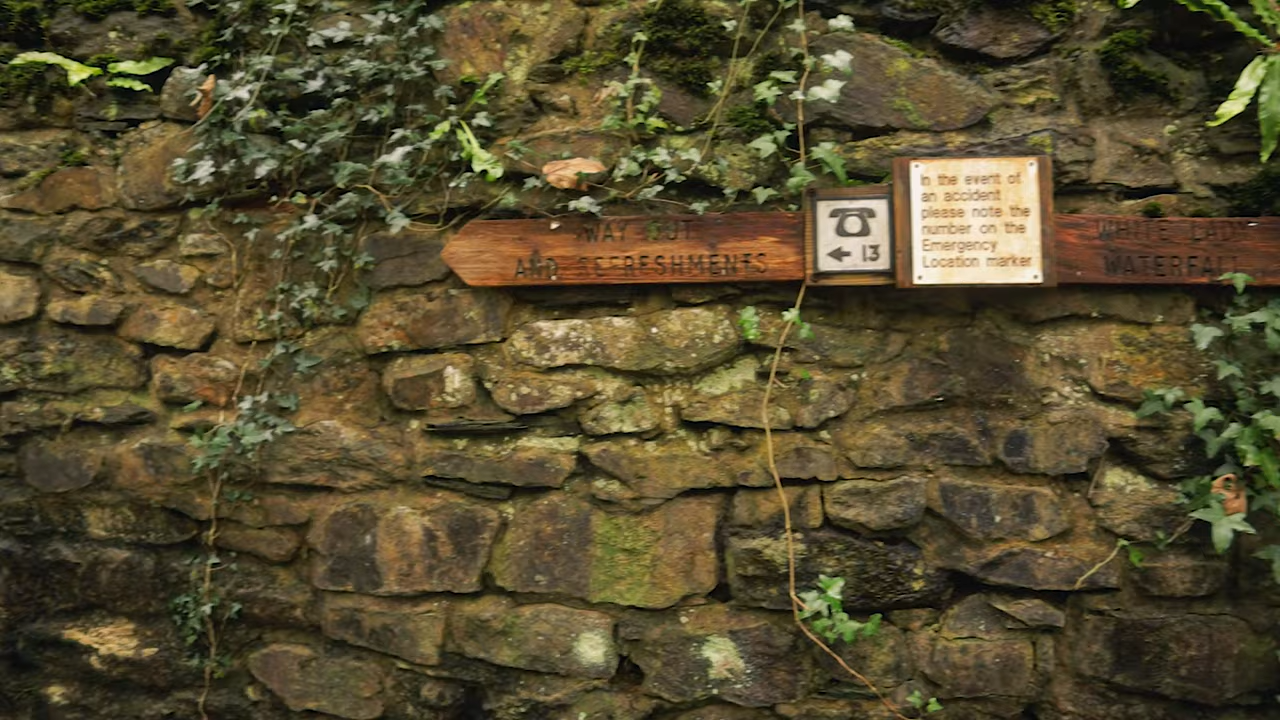 WAY OUT
AND REFRESHMENTS
13
In the event of
an accident
please note the
number on the
Emergency
Location marker
WHITE LADY
WATERFALL